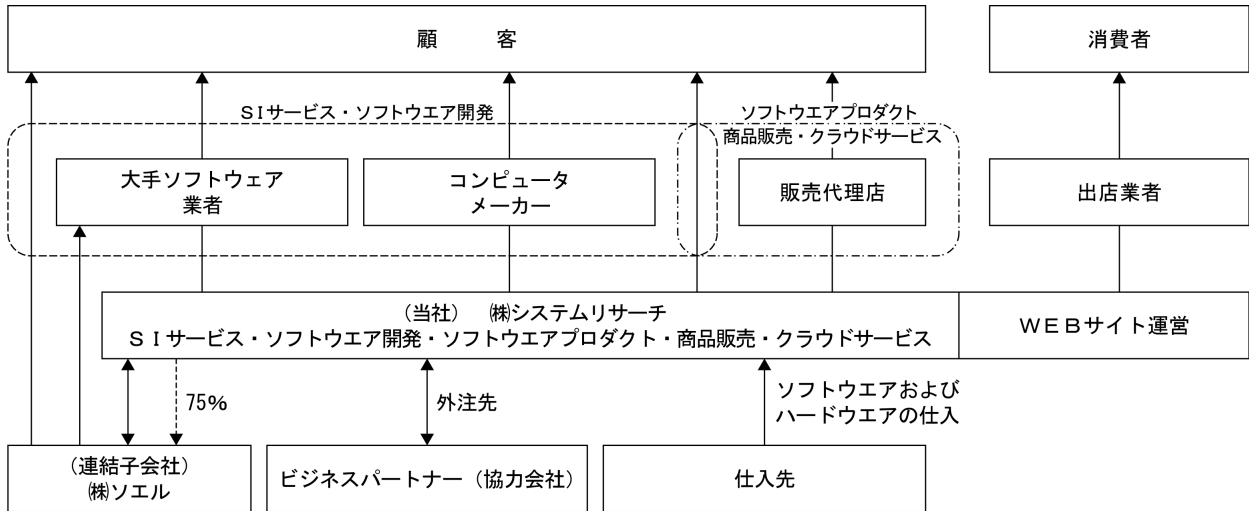 顧　客
消費者
ＳＩサービス・ソフトウエア開発
ソフトウエアプロダクト
商品販売・クラウドサービス
大手ソフトウェア
業者
コンピュータ
メーカー
販売代理店
出店業者
（当社）　㈱システムリサーチ
ＳＩサービス・ソフトウエア開発・ソフトウエアプロダクト・商品販売・クラウドサービス
ＷＥＢサイト運営
75％
外注先
ソフトウエアおよび
ハードウエアの仕入
（連結子会社）
㈱ソエル
ビジネスパートナー（協力会社）
仕入先